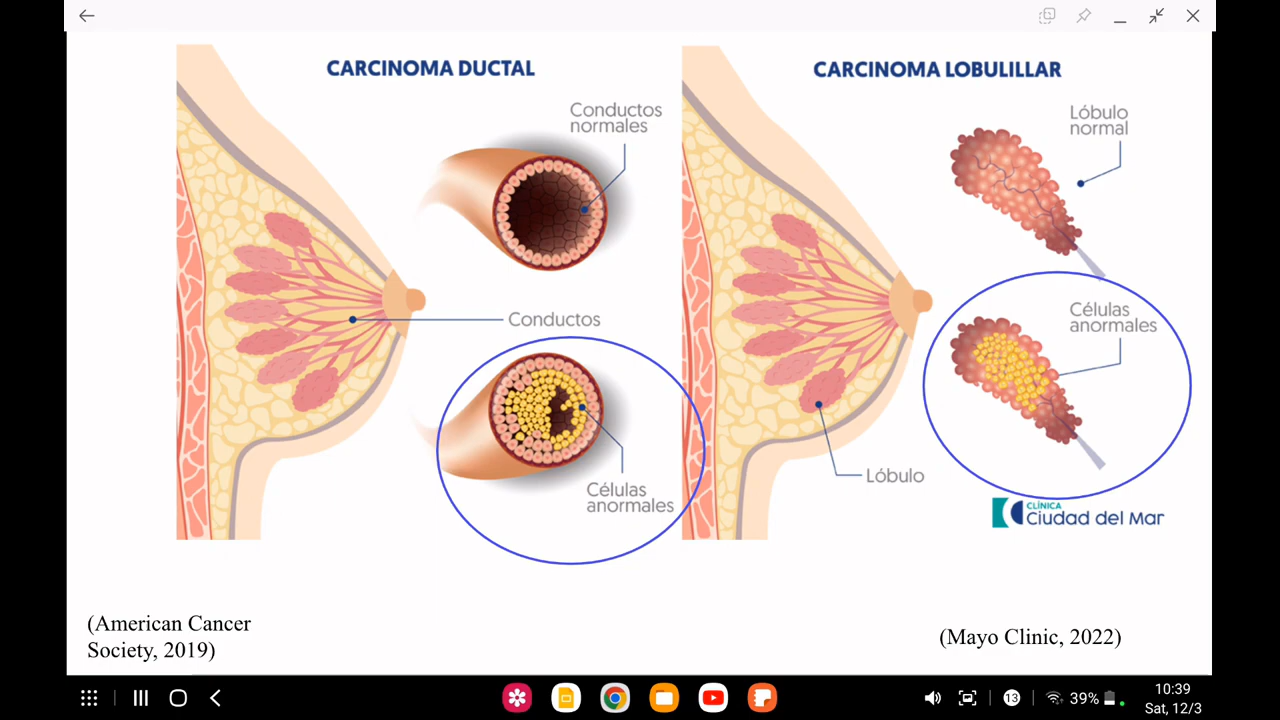 CARCINOMA DUCTAL
Conductos
normales
Conductos
Células
anormales
CARCINOMA LOBULILLAR
Lóbulo
normal
Células
anormales
Lóbulo
CLÍNICA
Ciudad del Mar
(American Cancer
Society, 2019)
(Mayo Clinic, 2022)
13
39%
10:39
Sat, 12/3